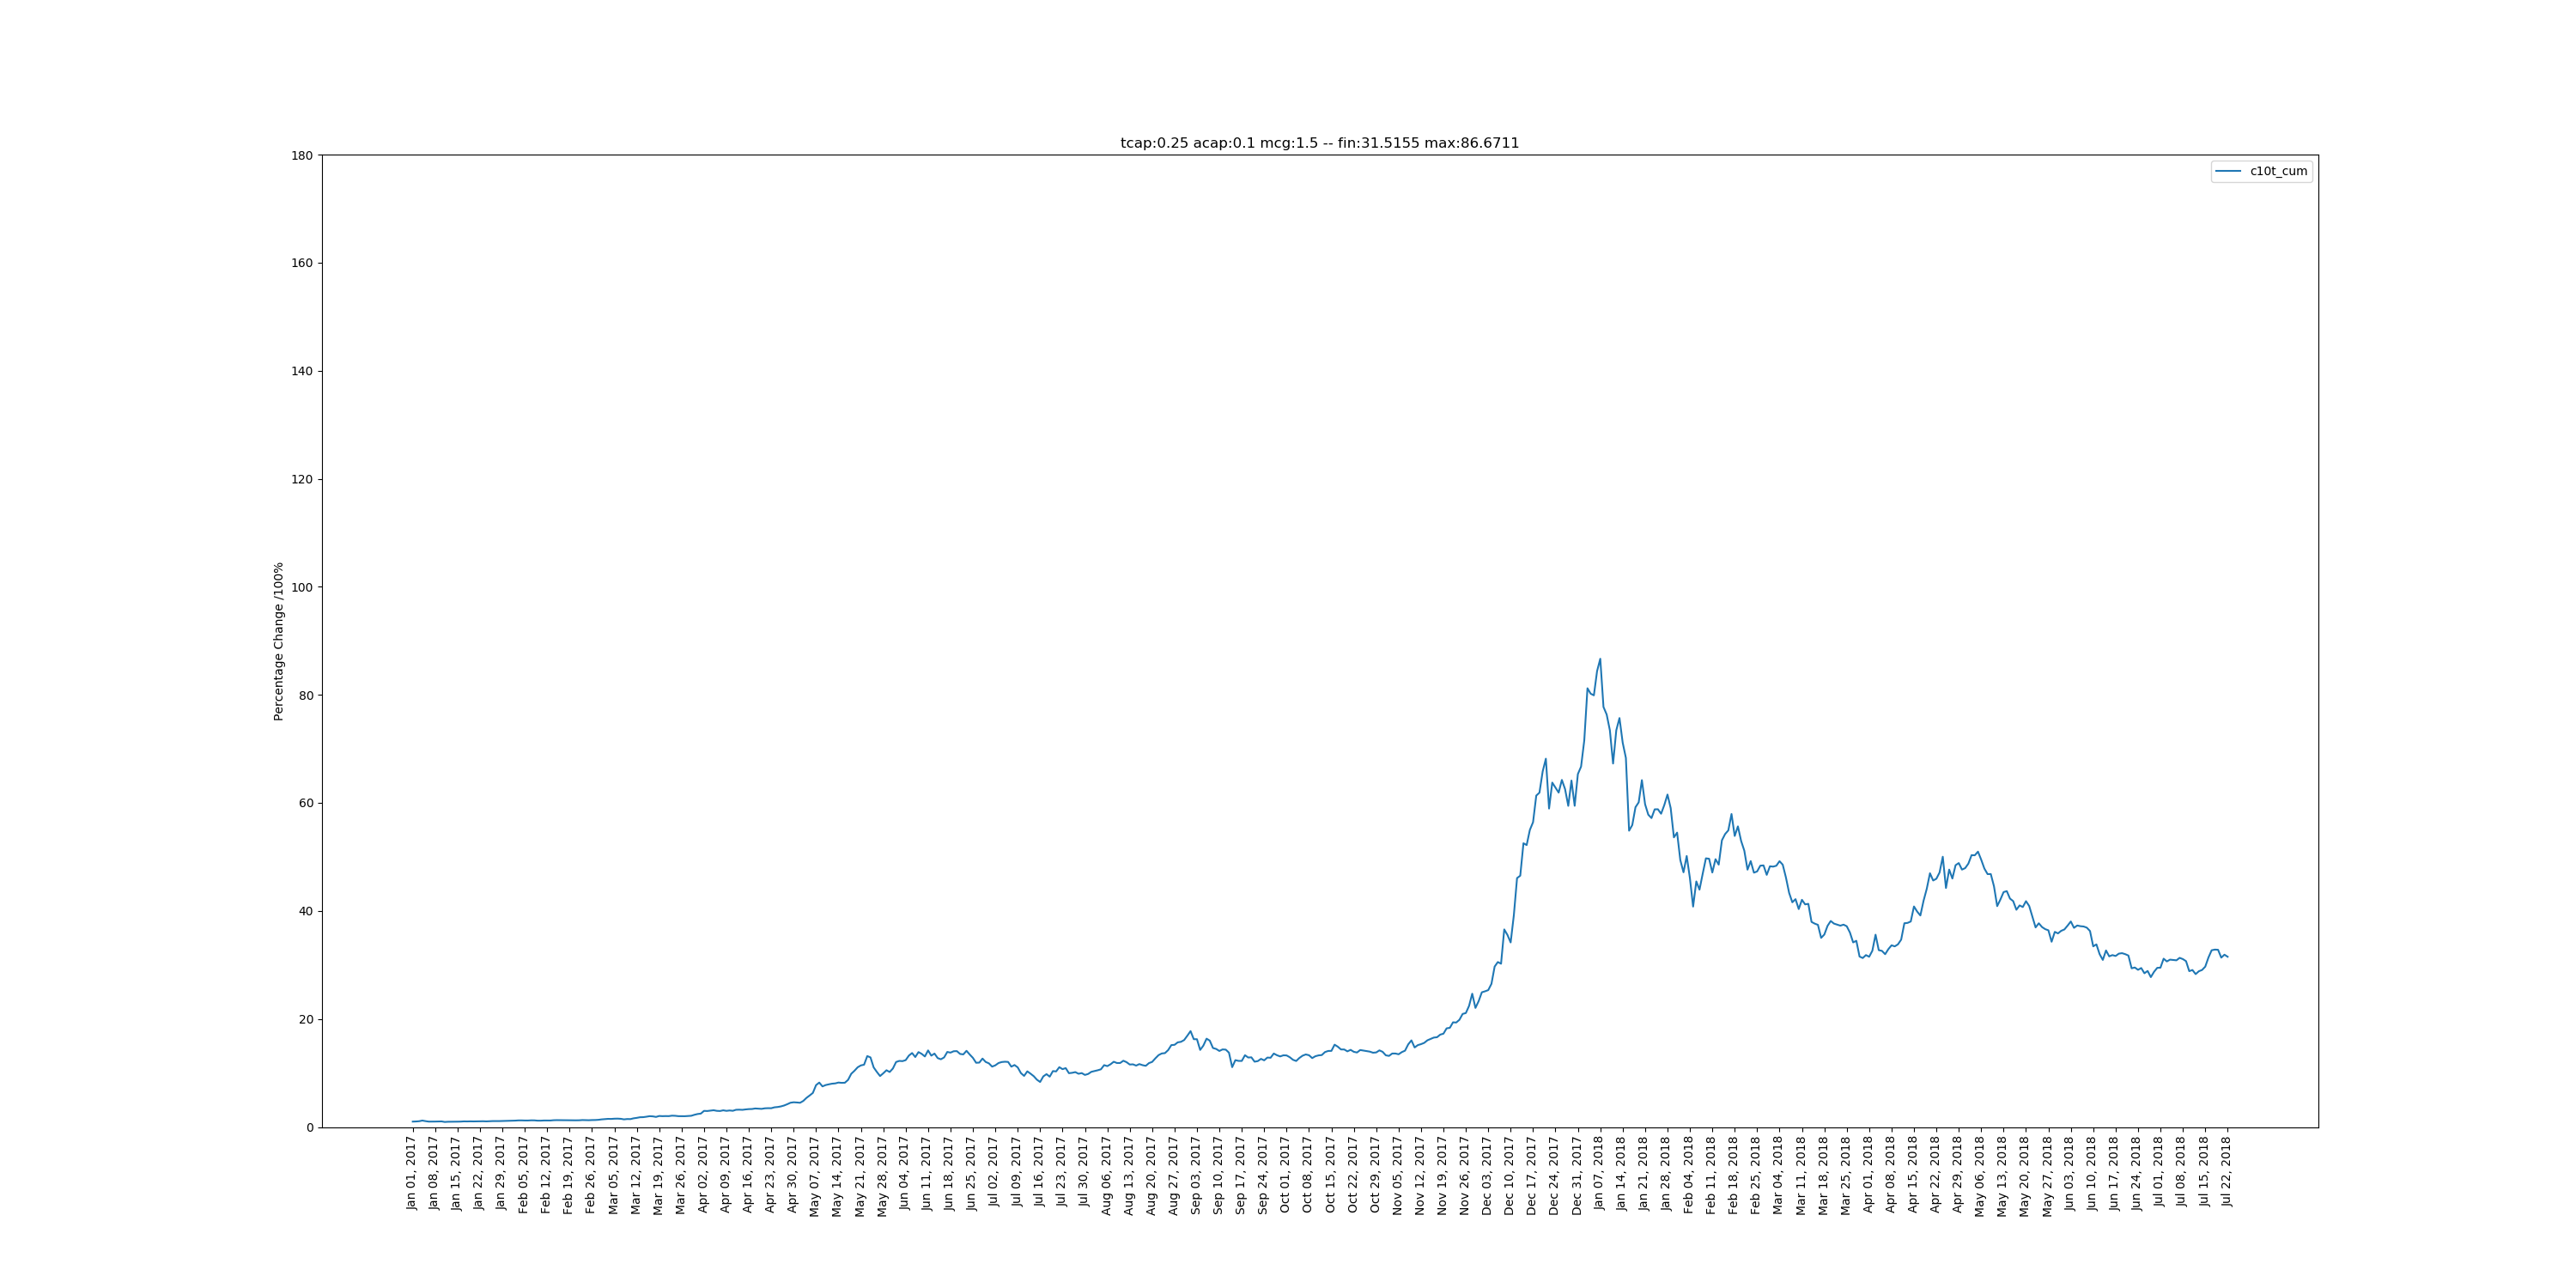 tcap:0.25 acap:0.1 mcg:1.5 -- fin:31.5155 max:86.6711
c10t_cum
Percentage Change /100%
180
160
140
120
100
80
60
40
20
0
Jan 01, 2017
Jan 08, 2017
Jan 15, 2017
Jan 22, 2017
Jan 29, 2017
Feb 05, 2017
Feb 12, 2017
Feb 19, 2017
Feb 26, 2017
Mar 05, 2017
Mar 12, 2017
Mar 19, 2017
Mar 26, 2017
Apr 02, 2017
Apr 09, 2017
Apr 16, 2017
Apr 23, 2017
Apr 30, 2017
May 07, 2017
May 14, 2017
May 21, 2017
May 28, 2017
Jun 04, 2017
Jun 11, 2017
Jun 18, 2017
Jun 25, 2017
Jul 02, 2017
Jul 09, 2017
Jul 16, 2017
Jul 23, 2017
Jul 30, 2017
Aug 06, 2017
Aug 13, 2017
Aug 20, 2017
Aug 27, 2017
Sep 03, 2017
Sep 10, 2017
Sep 17, 2017
Sep 24, 2017
Oct 01, 2017
Oct 08, 2017
Oct 15, 2017
Oct 22, 2017
Oct 29, 2017
Nov 05, 2017
Nov 12, 2017
Nov 19, 2017
Nov 26, 2017
Dec 03, 2017
Dec 10, 2017
Dec 17, 2017
Dec 24, 2017
Dec 31, 2017
Jan 07, 2018
Jan 14, 2018
Jan 21, 2018
Jan 28, 2018
Feb 04, 2018
Feb 11, 2018
Feb 18, 2018
Feb 25, 2018
Mar 04, 2018
Mar 11, 2018
Mar 18, 2018
Mar 25, 2018
Apr 01, 2018
Apr 08, 2018
Apr 15, 2018
Apr 22, 2018
Apr 29, 2018
May 06, 2018
May 13, 2018
May 20, 2018
May 27, 2018
Jun 03, 2018
Jun 10, 2018
Jun 17, 2018
Jun 24, 2018
Jul 01, 2018
Jul 08, 2018
Jul 15, 2018
Jul 22, 2018